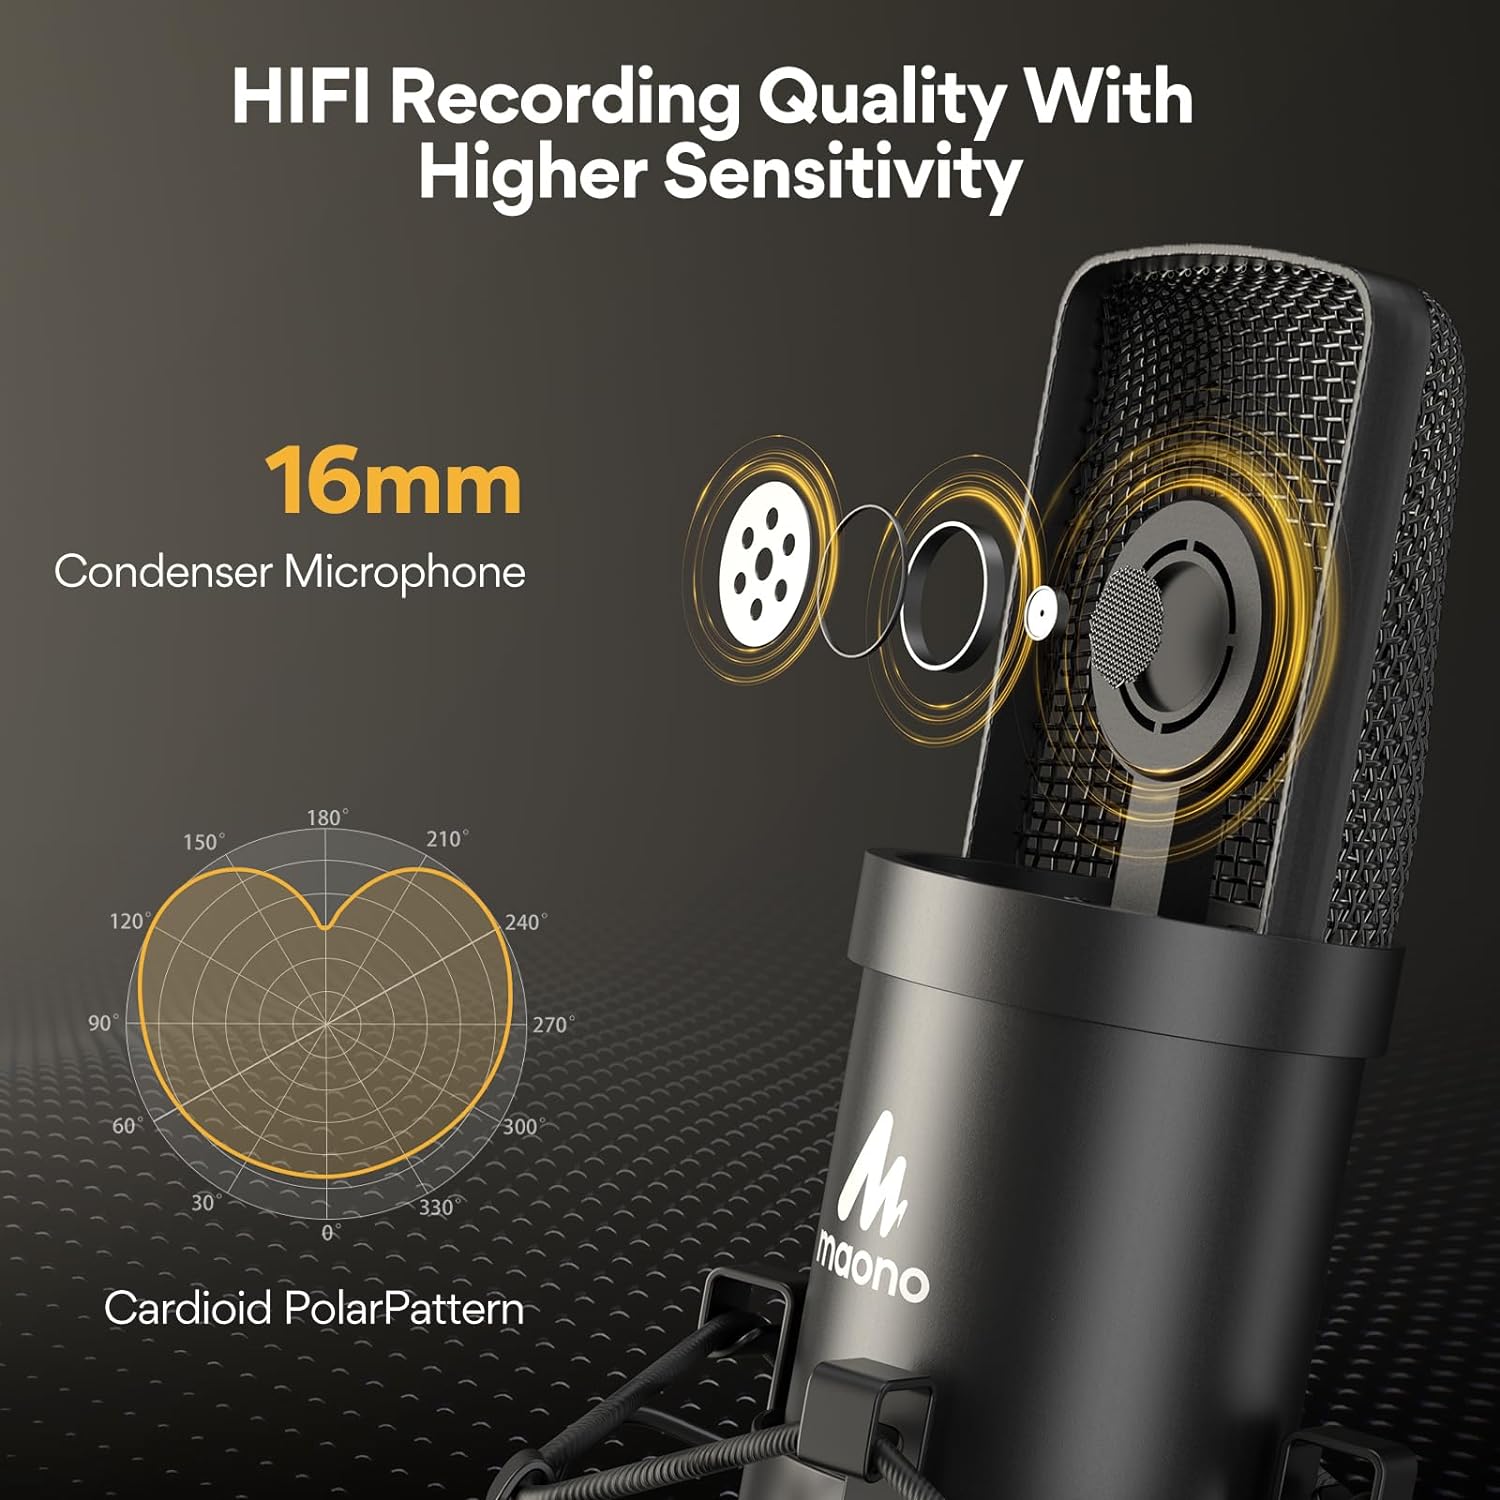 HIFI Recording Quality With
Higher Sensitivity
16mm
Condenser Microphone
180°
150°
210°
120°
240°
90°
270°
60°
300°
30°
330°
0°
Cardioid PolarPattern
maono